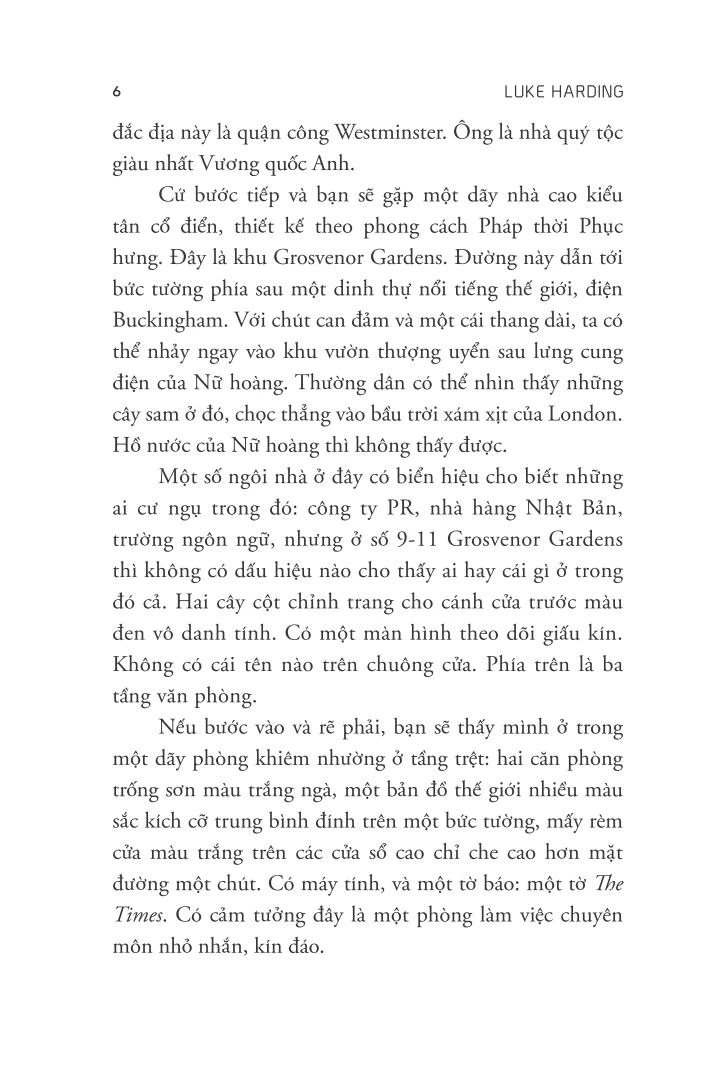 6 LUKE HARDING
đắc địa này là quận công Westminster. Ông là nhà quý tộc
giàu nhất Vương quốc Anh.
Cứ bước tiếp và bạn sẽ gặp một dãy nhà cao kiểu
tân cổ điển, thiết kế theo phong cách Pháp thời Phục
hưng. Đây là khu Grosvenor Gardens. Đường này dẫn tới
bức tường phía sau một dinh thự nổi tiếng thế giới, điện
Buckingham. Với chút can đảm và một cái thang dài, ta có
thể nhảy ngay vào khu vườn thượng uyển sau lưng cung
điện của Nữ hoàng. Thường dân có thể nhìn thấy những
cây sam ở đó, chọc thẳng vào bầu trời xám xịt của London.
Hồ nước của Nữ hoàng thì không thấy được.
Một số ngôi nhà ở đây có biển hiệu cho biết những
ai cư ngụ trong đó: công ty PR, nhà hàng Nhật Bản,
trường ngôn ngữ, nhưng ở số 9-11 Grosvenor Gardens
thì không có dấu hiệu nào cho thấy ai hay cái gì ở trong
đó cả. Hai cây cột chỉnh trang cho cánh cửa trước màu
đen vô danh tính. Có một màn hình theo dõi giấu kín.
Không có cái tên nào trên chuông cửa. Phía trên là ba
tầng văn phòng.
Nếu bước vào và rẽ phải, bạn sẽ thấy mình ở trong
một dãy phòng khiêm nhường ở tầng trệt: hai căn phòng
trống sơn màu trắng ngà, một bản đồ thế giới nhiều màu
sắc kích cỡ trung bình đính trên một bức tường, mấy rèm
cửa màu trắng trên các cửa sổ cao chỉ che cao hơn mặt
đường một chút. Có máy tính, và một tờ báo: một tờ The
Times. Có cảm tưởng đây là một phòng làm việc chuyên
môn nhỏ nhắn, kín đáo.